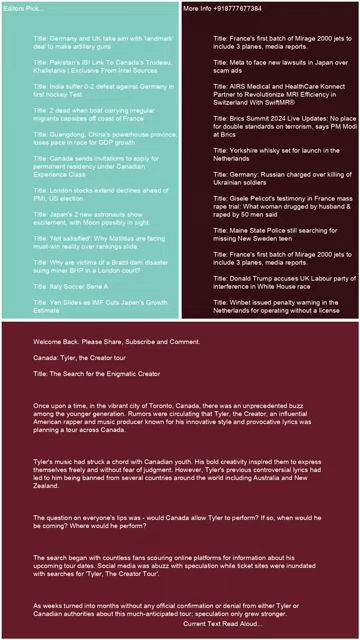 Editors Pick...
Title: Germany and UK take aim with 'landmark'
deal to make artillery guns
Title: Pakistan's ISI Link To Canada's Trudeau,
Khalistanis | Exclusive From Intel Sources
Title: India suffer 0-2 defeat against Germany in
first hockey Test
Title: 2 dead when boat carrying irregular
migrants capsizes off coast of France
Title: Guangdong, China's powerhouse province,
loses pace in race for GDP growth
Title: Canada sends invitations to apply for
permanent residency under Canadian
Experience Class
Title: London stocks extend declines ahead of
PMI, US election
Title: Japan's 2 new astronauts show
excitement, with Moon possibly in sight
Title: 'Not satisfied': Why Matildas are facing
must-win reality over rankings slide
Title: Why are victims of a Brazil dam disaster
suing miner BHP in a London court?
Title: Italy Soccer Serie A
Title: Yen Slides as IMF Cuts Japan's Growth
Estimate
More Info +918777677384
Title: France's first batch of Mirage 2000 jets to
include 3 planes, media reports.
Title: Meta to face new lawsuits in Japan over
scam ads
Title: AIRS Medical and HealthCare Konnect
Partner to Revolutionize MRI Efficiency in
Switzerland With SwiftMR®
Title: Brics Summit 2024 Live Updates: No place
for double standards on terrorism, says PM Modi
at Brics
Title: Yorkshire whisky set for launch in the
Netherlands
Title: Germany: Russian charged over killing of
Ukrainian soldiers
Title: Gisele Pelicot's testimony in France mass
rape trial: What woman drugged by husband &
raped by 50 men said
Title: Maine State Police still searching for
missing New Sweden teen
Title: France's first batch of Mirage 2000 jets to
include 3 planes, media reports.
Title: Donald Trump accuses UK Labour party of
interference in White House race
Title: Winbet issued penalty warning in the
Netherlands for operating without a license
Welcome Back. Please Share, Subscribe and Comment.
Canada: Tyler, the Creator tour
Title: The Search for the Enigmatic Creator
Once upon a time, in the vibrant city of Toronto, Canada, there was an unprecedented buzz
among the younger generation. Rumors were circulating that Tyler, the Creator, an influential
American rapper and music producer known for his innovative style and provocative lyrics was
planning a tour across Canada.
Tyler's music had struck a chord with Canadian youth. His bold creativity inspired them to express
themselves freely and without fear of judgment. However, Tyler's previous controversial lyrics had
led to him being banned from several countries around the world including Australia and New
Zealand.
The question on everyone's lips was - would Canada allow Tyler to perform? If so, when would he
be coming? Where would he perform?
The search began with countless fans scouring online platforms for information about his
upcoming tour dates. Social media was abuzz with speculation while ticket sites were inundated
with searches for 'Tyler, The Creator Tour'.
As weeks turned into months without any official confirmation or denial from either Tyler or
Canadian authorities about this much-anticipated tour; speculation only grew stronger.
Current Text Read Aloud...